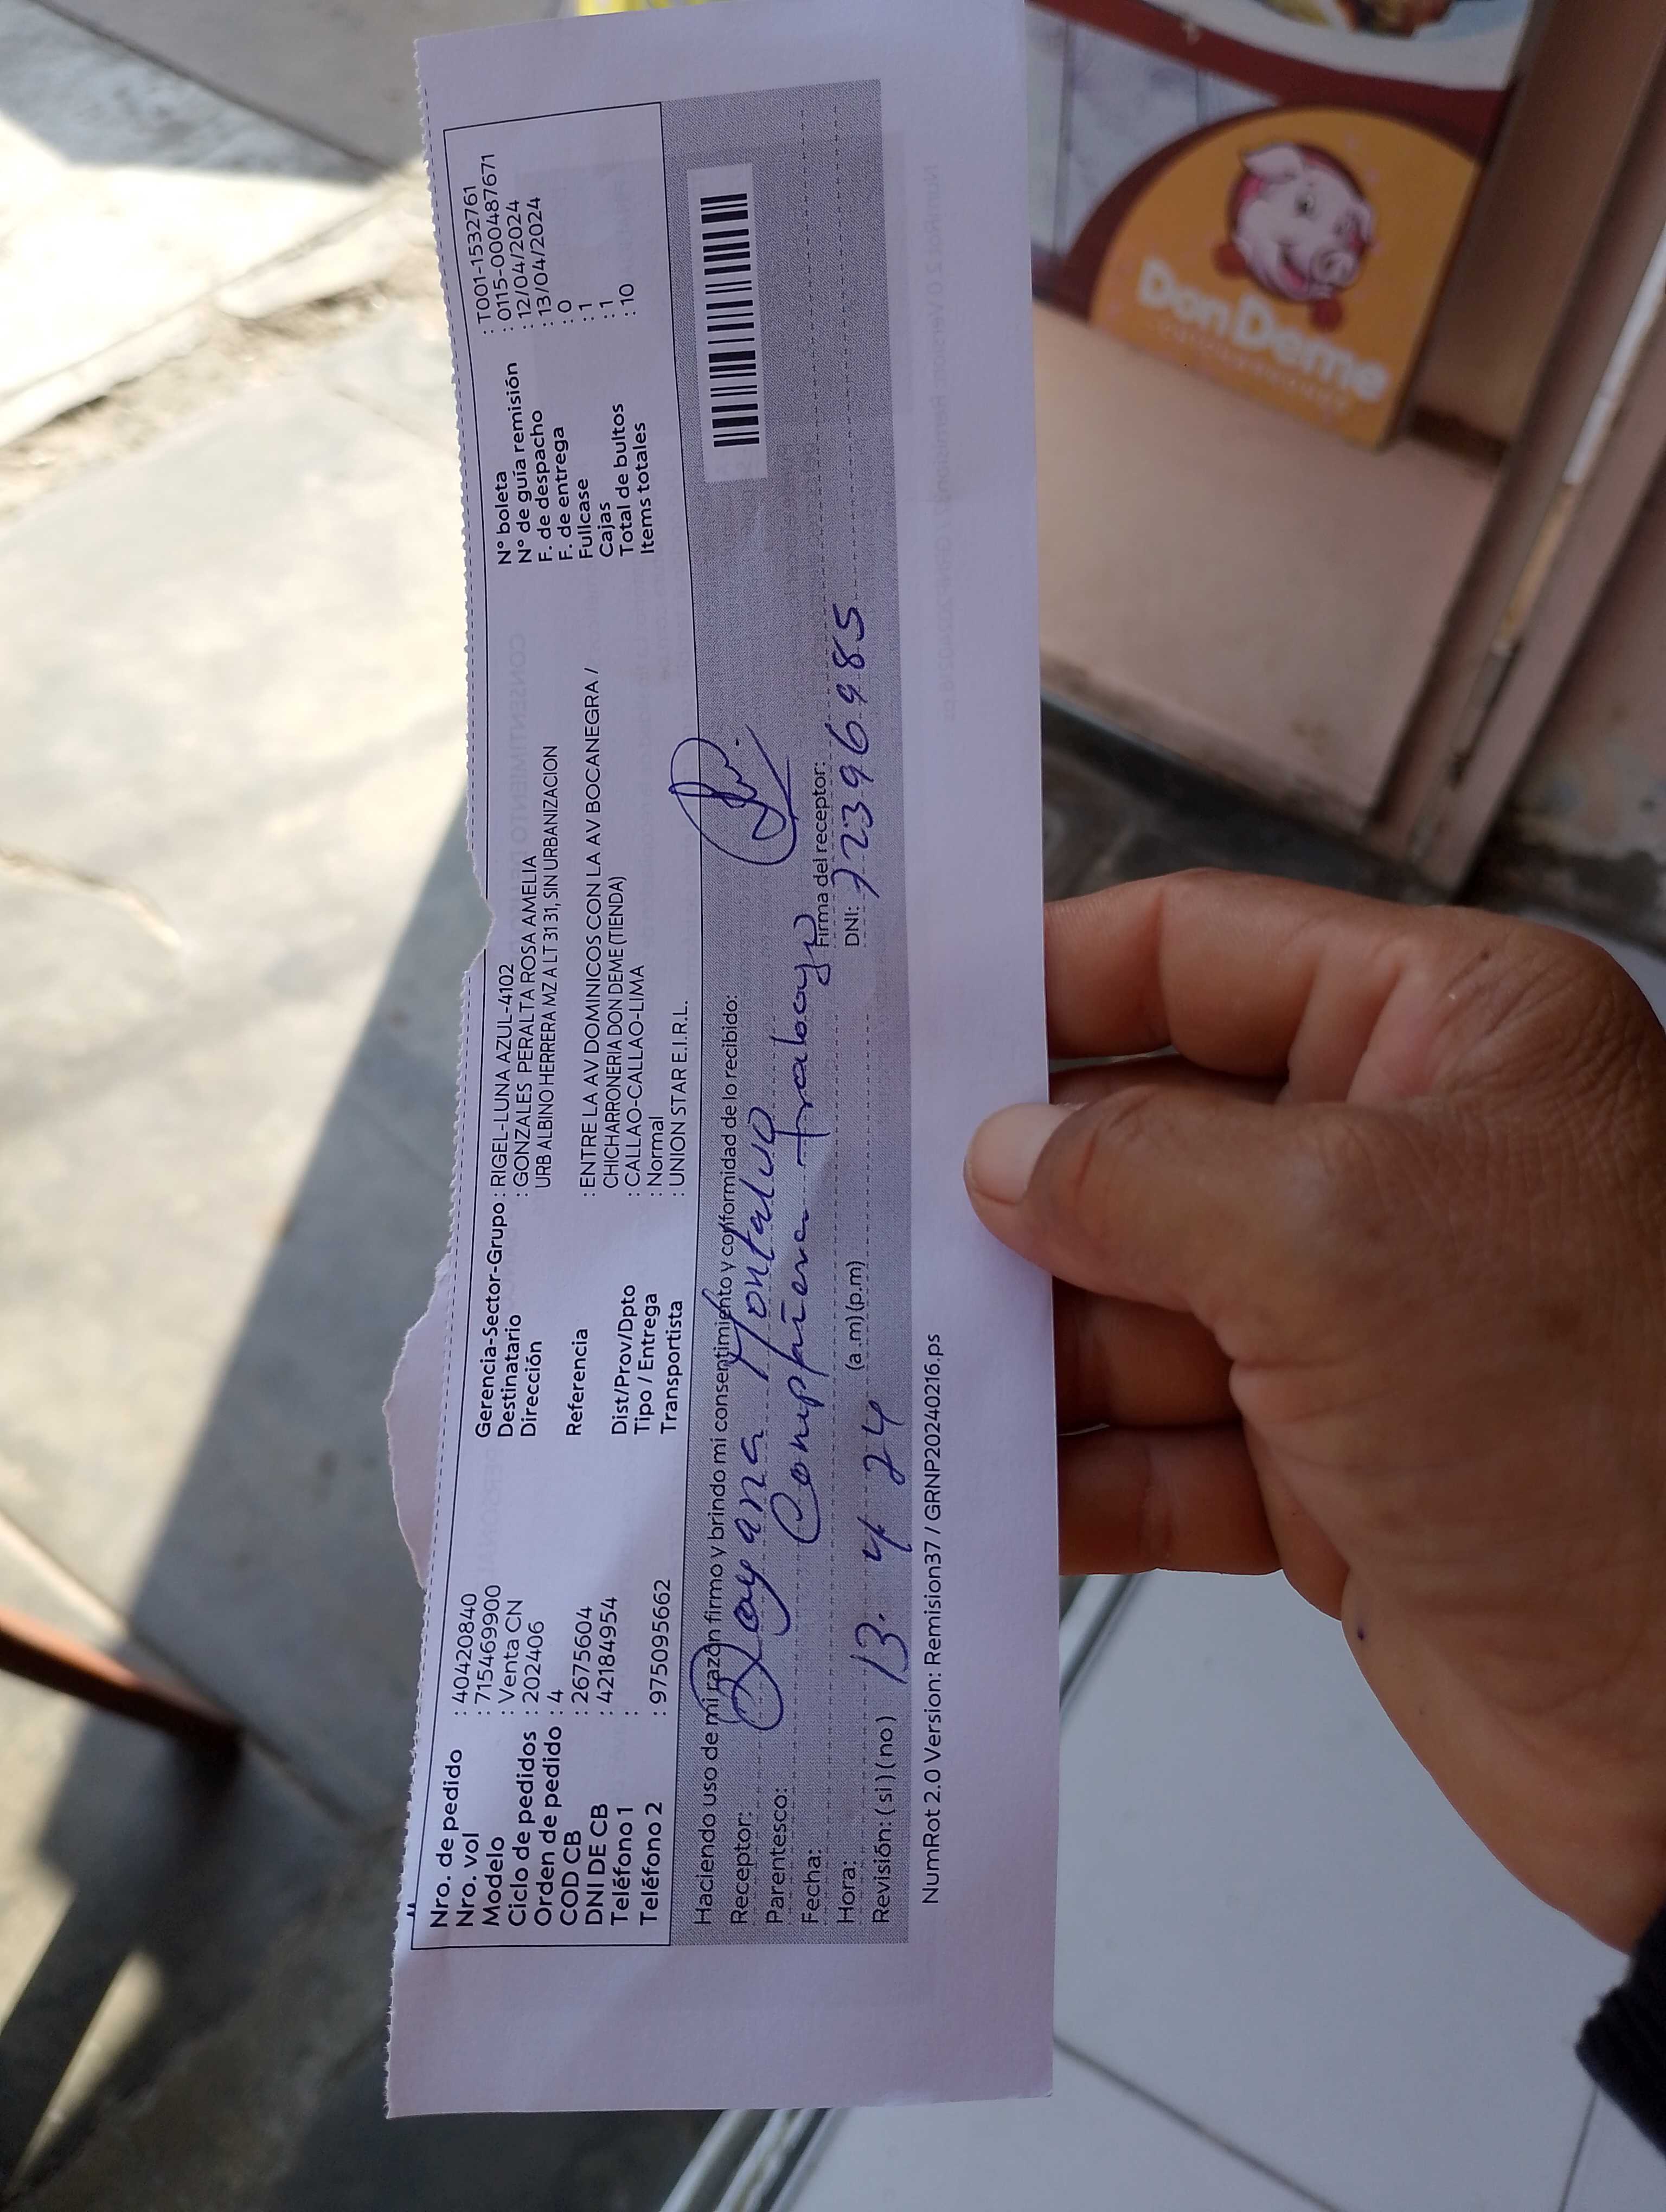 Nro. de pedido : 40420840
Nro. vol : 715469900
Modelo : Venta CN
Ciclo de pedidos : 202406
Orden de pedido : 4
COD CB : 2675604
DNI DE CB : 42184954
Teléfono 1 :
Teléfono 2 : 975095662
Gerencia-Sector-Grupo : RIGEL-LUNA AZUL-4102
Destinatario : GONZALES PERALTA ROSA AMELIA
Dirección URB ALBINO HERRERA MZ A LT 31 31, SIN URBANIZACION
Referencia : ENTRE LA AV DOMINICOS CON LA AV BOCANEGRA /
CHICHARRONERIA DON DEME (TIENDA)
Dist/Prov/Dpto : CALLAO-CALLAO-LIMA
Tipo / Entrega : Normal
Transportista : UNION STAR E.I.R.L.
N° boleta : T001-1532761
N° de guía remisión : 0115-000487671
F. de despacho : 12/04/2024
F. de entrega : 13/04/2024
Fullcase : 0
Cajas : 1
Total de bultos : 1
Items totales : 10
Haciendo uso de mi razón firmo y brindo mi consentimiento y conformidad de lo recibido:
Receptor: Dayana Montalvo
Parentesco: Compañera trabajo
Fecha: 13. 4 24
Hora: (a.m) (p.m)
Revisión: ( si ) ( no )
Firma del receptor:
DNI: 72396985
NumRot 2.0 Version: Remision37 / GRNP20240216.ps
Don Deme